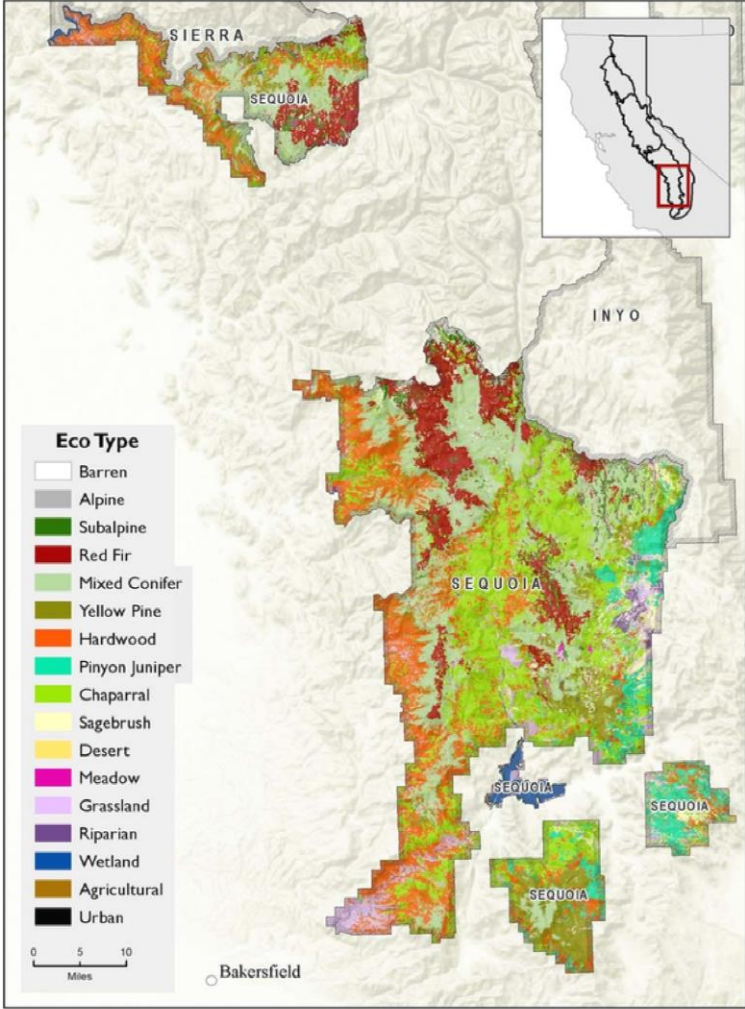 SIERRA
SEQUOIA
INYO
SEQUOIA
SEQUOIA
SEQUOIA
SEQUOIA
Eco Type
Barren
Alpine
Subalpine
Red Fir
Mixed Conifer
Yellow Pine
Hardwood
Pinyon Juniper
Chaparral
Sagebrush
Desert
Meadow
Grassland
Riparian
Wetland
Agricultural
Urban
0 5 10
Miles
Bakersfield